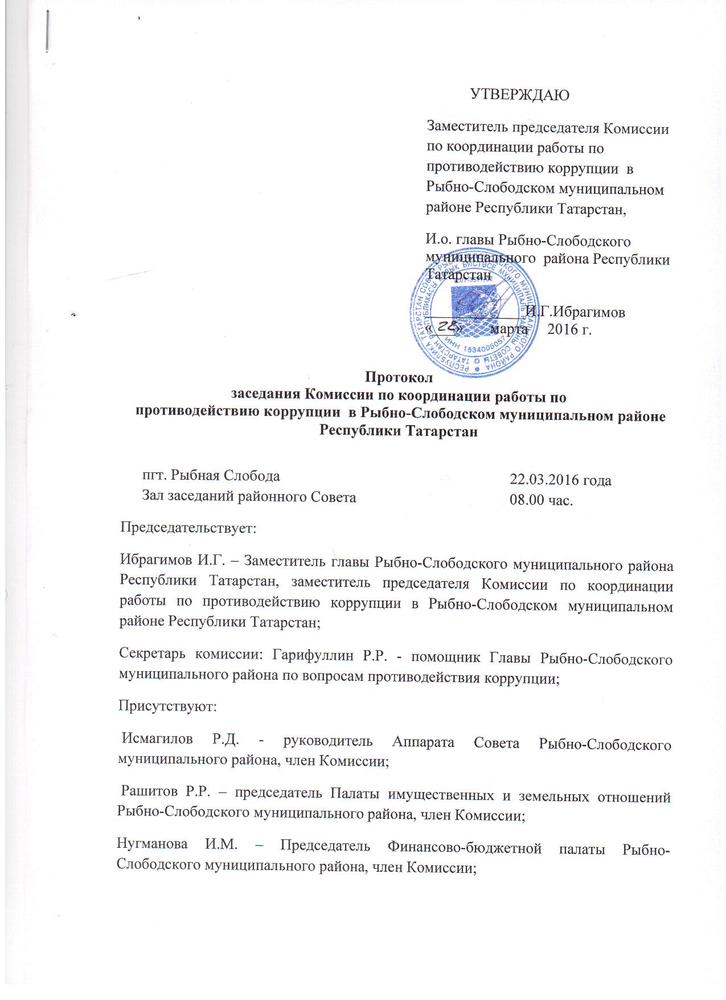 УТВЕРЖДАЮ
Заместитель председателя Комиссии
по координации работы по
противодействию коррупции в
Рыбно-Слободском муниципальном
районе Республики Татарстан,
И.о. главы Рыбно-Слободского
муниципального района Республики
Татарстан
И.Г.Ибрагимов
« » марта 2016 г.
ИНН 1634005057
Протокол
заседания Комиссии по координации работы по
противодействию коррупции в Рыбно-Слободском муниципальном районе
Республики Татарстан
пгт. Рыбная Слобода 22.03.2016 года
Зал заседаний районного Совета 08.00 час.
Председательствует:
Ибрагимов И.Г. – Заместитель главы Рыбно-Слободского муниципального района
Республики Татарстан, заместитель председателя Комиссии по координации
работы по противодействию коррупции в Рыбно-Слободском муниципальном
районе Республики Татарстан;
Секретарь комиссии: Гарифуллин Р.Р. - помощник Главы Рыбно-Слободского
муниципального района по вопросам противодействия коррупции;
Присутствуют:
Исмагилов Р.Д. - руководитель Аппарата Совета Рыбно-Слободского
муниципального района, член Комиссии;
Рашитов Р.Р. – председатель Палаты имущественных и земельных отношений
Рыбно-Слободского муниципального района, член Комиссии;
Нугманова И.М. – Председатель Финансово-бюджетной палаты Рыбно-
Слободского муниципального района, член Комиссии;